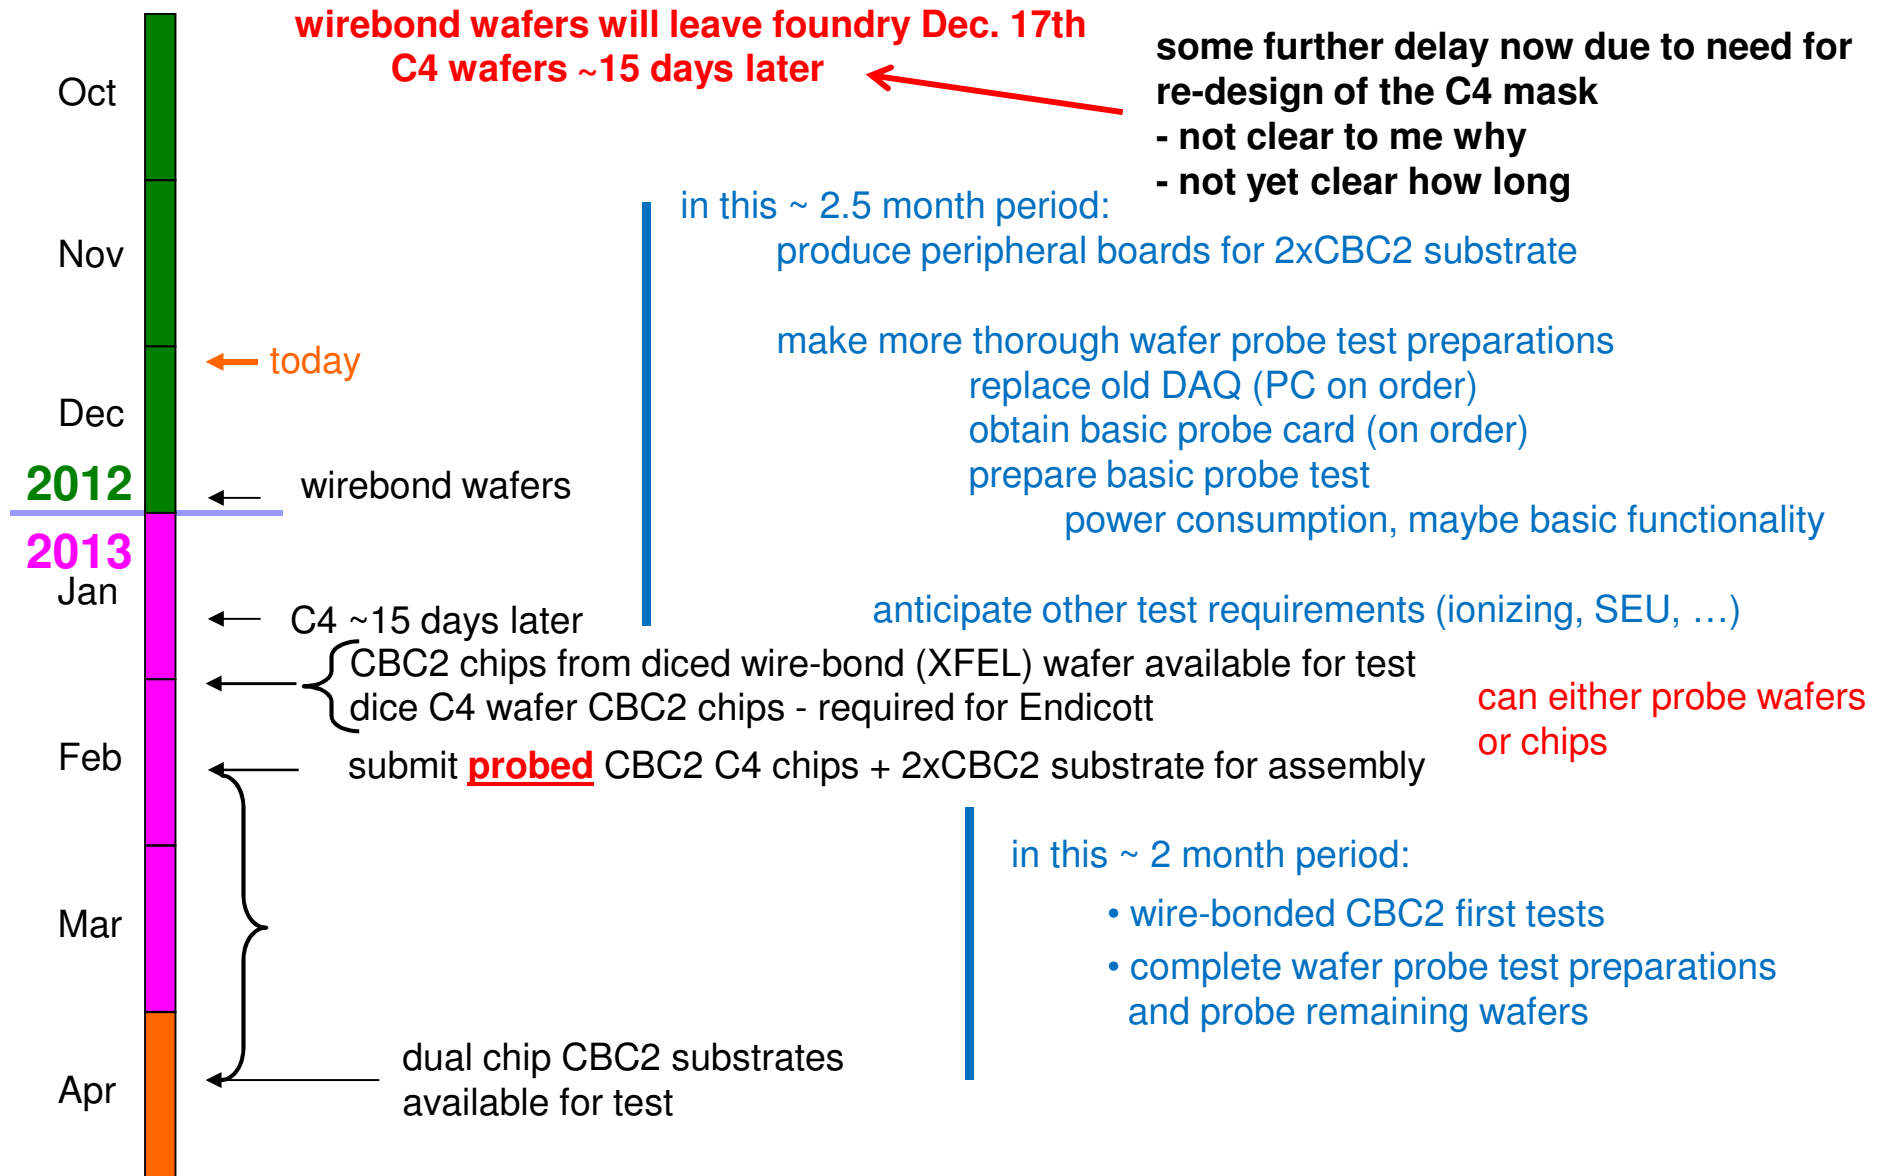 wirebond wafers will leave foundry Dec. 17th
C4 wafers ~15 days later
some further delay now due to need for
re-design of the C4 mask
- not clear to me why
- not yet clear how long
Oct
Nov
Dec
2012
2013
Jan
Feb
Mar
Apr
today
wirebond wafers
C4 ~15 days later
in this ~ 2.5 month period:
produce peripheral boards for 2xCBC2 substrate
make more thorough wafer probe test preparations
replace old DAQ (PC on order)
obtain basic probe card (on order)
prepare basic probe test
power consumption, maybe basic functionality
anticipate other test requirements (ionizing, SEU, …)
CBC2 chips from diced wire-bond (XFEL) wafer available for test
dice C4 wafer CBC2 chips - required for Endicott
can either probe wafers
or chips
submit probed CBC2 C4 chips + 2xCBC2 substrate for assembly
in this ~ 2 month period:
• wire-bonded CBC2 first tests
• complete wafer probe test preparations
and probe remaining wafers
dual chip CBC2 substrates
available for test